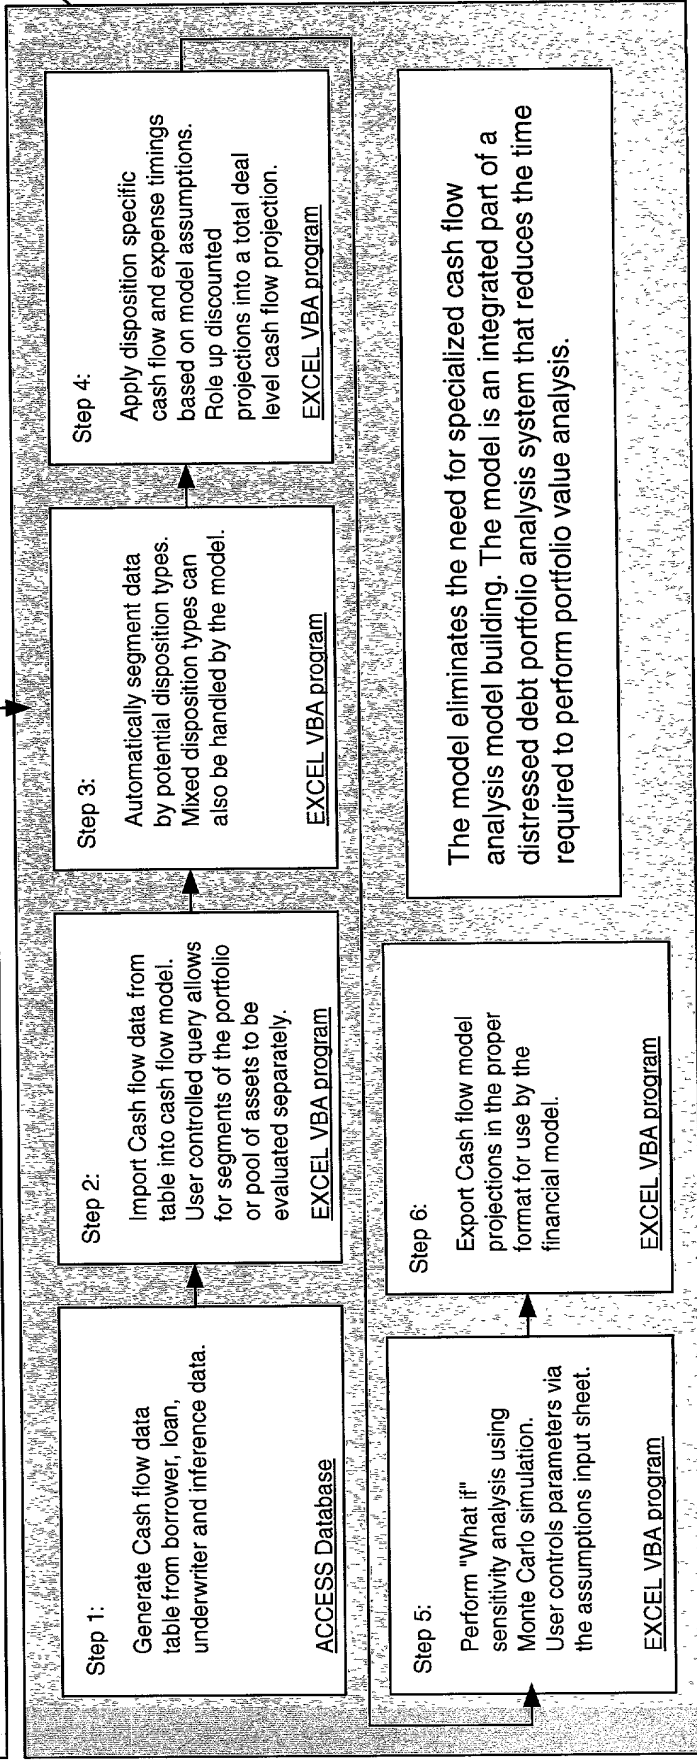 Step 1:
Generate Cash flow data
table from borrower, loan,
underwriter and inference data.
ACCESS Database
Step 2:
Import Cash flow data from
table into cash flow model.
User controlled query allows
for segments of the portfolio
or pool of assets to be
evaluated separately.
EXCEL VBA program
Step 3:
Automatically segment data
by potential disposition types.
Mixed disposition types can
also be handled by the model.
EXCEL VBA program
Step 4:
Apply disposition specific
cash flow and expense timings
based on model assumptions.
Role up discounted
projections into a total deal
level cash flow projection.
EXCEL VBA program
Step 5:
Perform "What if"
sensitivity analysis using
Monte Carlo simulation.
User controls parameters via
the assumptions input sheet.
EXCEL VBA program
Step 6:
Export Cash flow model
projections in the proper
format for use by the
financial model.
EXCEL VBA program
The model eliminates the need for specialized cash flow
analysis model building. The model is an integrated part of a
distressed debt portfolio analysis system that reduces the time
required to perform portfolio value analysis.